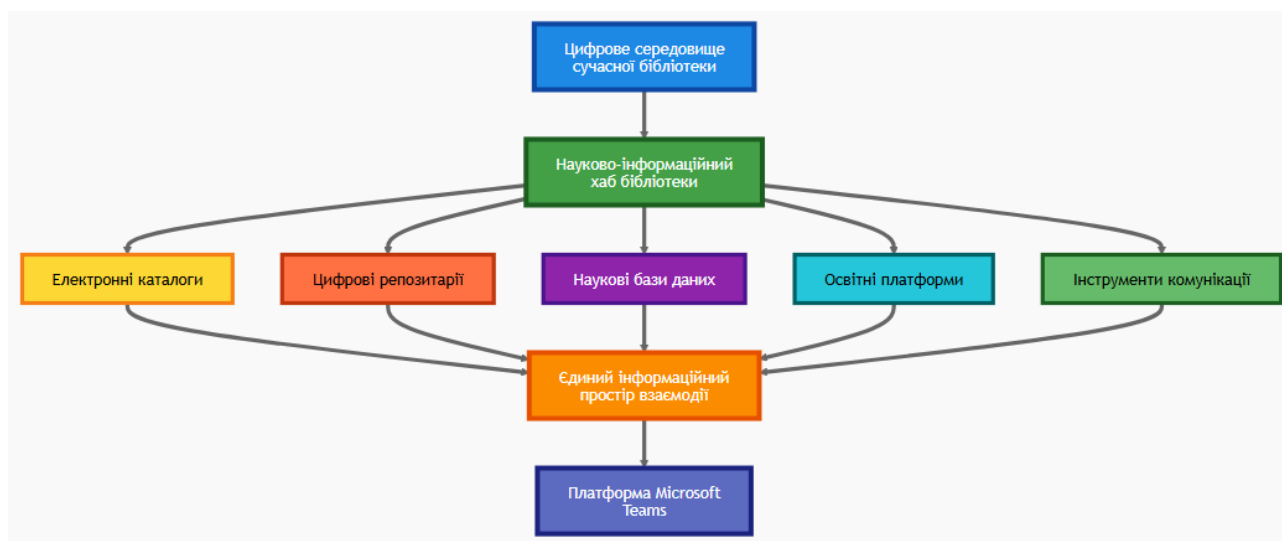 Цифрове середовище
сучасної бібліотеки
Науково-інформаційний
хаб бібліотеки
Електронні каталоги
Цифрові репозитарії
Наукові бази даних
Освітні платформи
Інструменти комунікації
Єдиний інформаційний
простір взаємодії
Платформа Microsoft
Teams